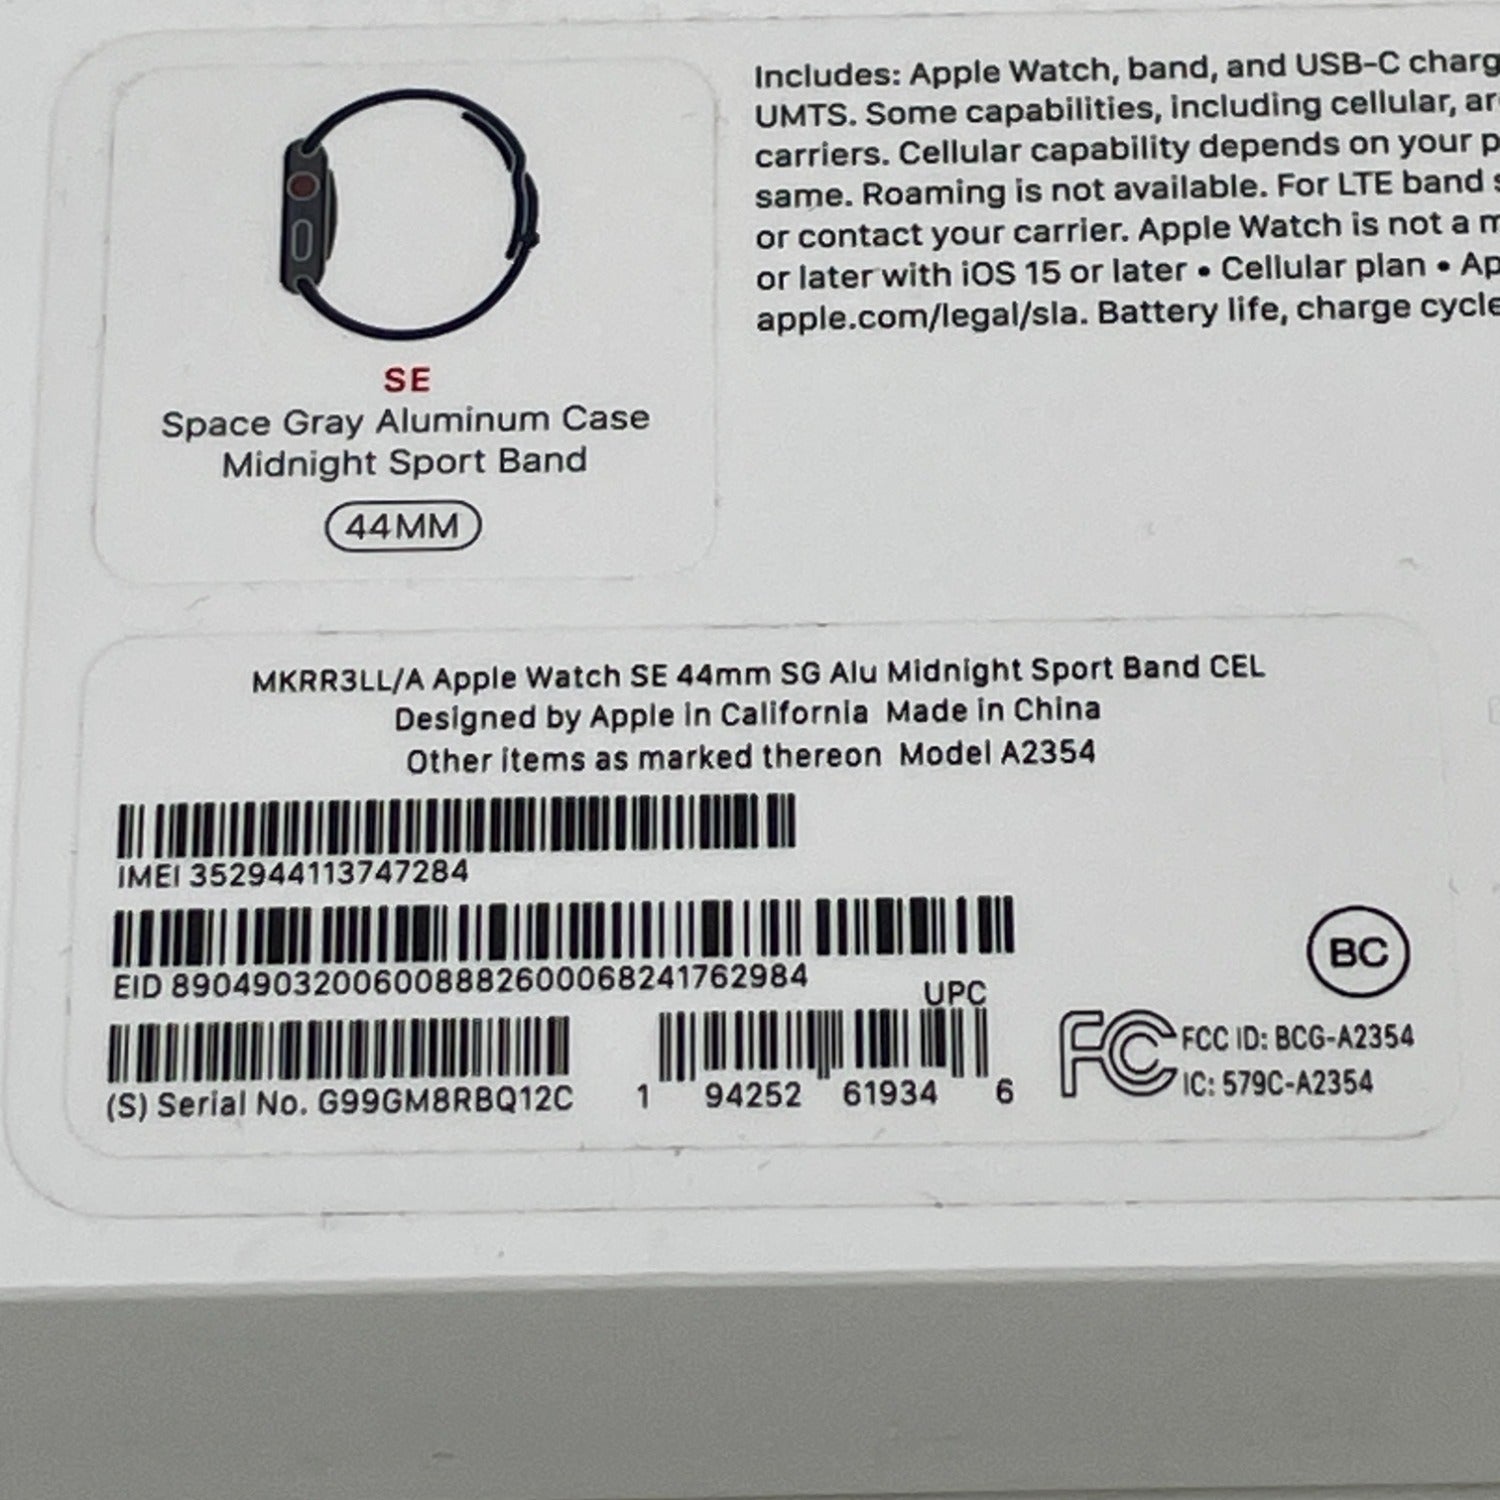 Includes: Apple Watch, band, and USB-C charg
UMTS. Some capabilities, including cellular, ar
carriers. Cellular capability depends on your p
same. Roaming is not available. For LTE band s
or contact your carrier. Apple Watch is not a m
or later with iOS 15 or later • Cellular plan • Ap
apple.com/legal/sla. Battery life, charge cycle
SE
Space Gray Aluminum Case
Midnight Sport Band
44MM
MKRR3LL/A Apple Watch SE 44mm SG Alu Midnight Sport Band CEL
Designed by Apple in California Made in China
Other items as marked thereon Model A2354
IMEI 352944113747284
EID 89049032006008882600068241762984
UPC
(S) Serial No. G99GM8RBQ12C
1 94252 61934 6
BC
FC
FCC ID: BCG-A2354
IC: 579C-A2354